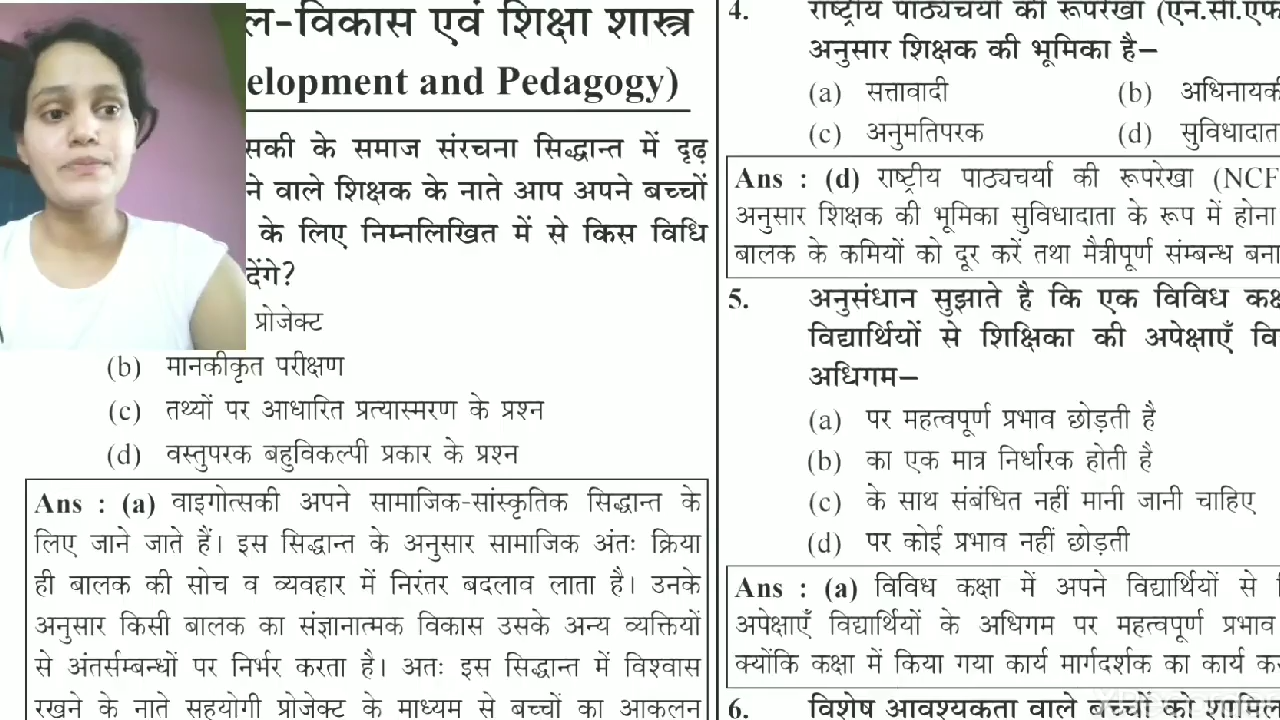 ल-विकास एवं शिक्षा शास्त्र
elopment and Pedagogy)
सकी के समाज संरचना सिद्धान्त में दृढ़
ने वाले शिक्षक के नाते आप अपने बच्चों
के लिए निम्नलिखित में से किस विधि
देंगे?
प्रोजेक्ट
(b) मानकीकृत परीक्षण
(c) तथ्यों पर आधारित प्रत्यास्मरण के प्रश्न
(d) वस्तुपरक बहुविकल्पी प्रकार के प्रश्न
Ans : (a) वाइगोत्सकी अपने सामाजिक-सांस्कृतिक सिद्धान्त के
लिए जाने जाते हैं। इस सिद्धान्त के अनुसार सामाजिक अंतः क्रिया
ही बालक की सोच व व्यवहार में निरंतर बदलाव लाता है। उनके
अनुसार किसी बालक का संज्ञानात्मक विकास उसके अन्य व्यक्तियों
से अंतर्सम्बन्धों पर निर्भर करता है। अतः इस सिद्धान्त में विश्वास
रखने के नाते सहयोगी प्रोजेक्ट के माध्यम से बच्चों का आकलन
4. राष्ट्रीय पाठ्यचर्या की रूपरेखा (एन.सी.एफ
अनुसार शिक्षक की भूमिका है–
(a) सत्तावादी (b) अधिनायक
(c) अनुमतिपरक (d) सुविधादात
Ans : (d) राष्ट्रीय पाठ्यचर्या की रूपरेखा (NCF
अनुसार शिक्षक की भूमिका सुविधादाता के रूप में होना
बालक के कमियों को दूर करें तथा मैत्रीपूर्ण सम्बन्ध बना
5. अनुसंधान सुझाते है कि एक विविध कक्ष
विद्यार्थियों से शिक्षिका की अपेक्षाएँ वि
अधिगम–
(a) पर महत्वपूर्ण प्रभाव छोड़ती है
(b) का एक मात्र निर्धारक होती है
(c) के साथ संबंधित नहीं मानी जानी चाहिए
(d) पर कोई प्रभाव नहीं छोड़ती
Ans : (a) विविध कक्षा में अपने विद्यार्थियों से
अपेक्षाएँ विद्यार्थियों के अधिगम पर महत्वपूर्ण प्रभाव
क्योंकि कक्षा में किया गया कार्य मार्गदर्शक का कार्य कर
6. विशेष आवश्यकता वाले बच्चों को शामिल